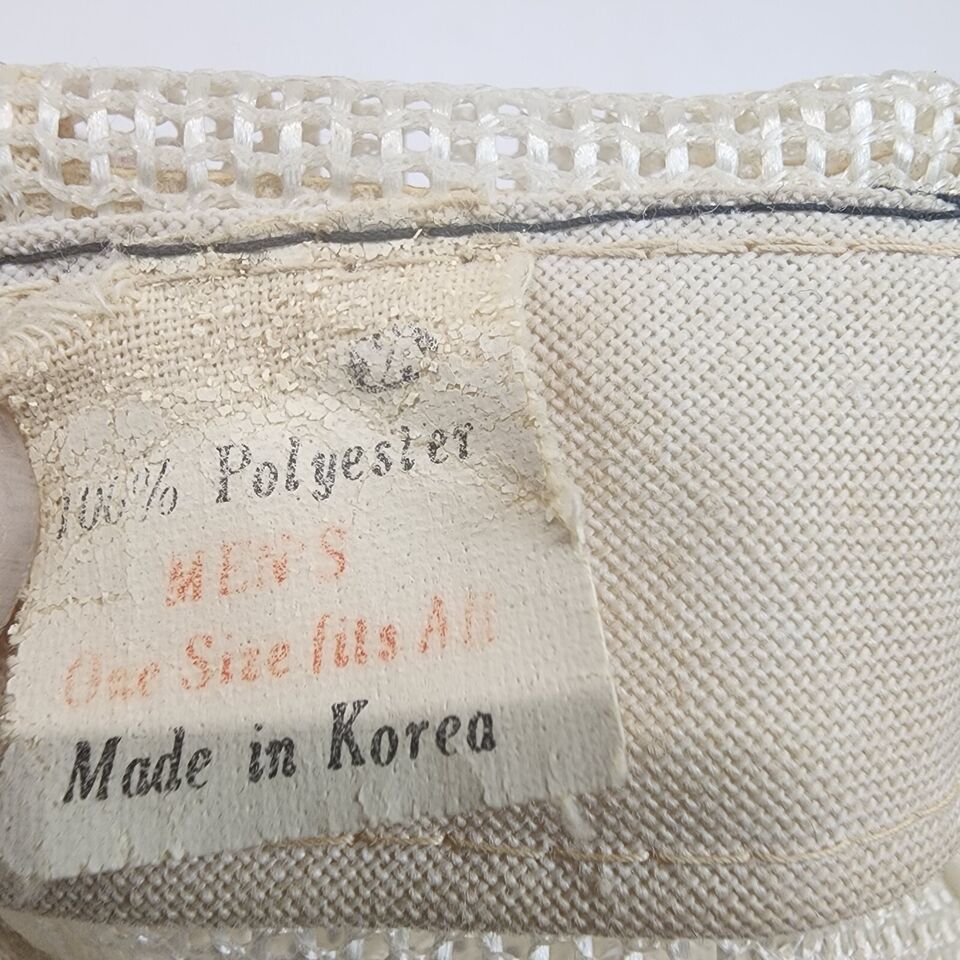 100% Polyester
MEN'S
One Size fits All
Made in Korea